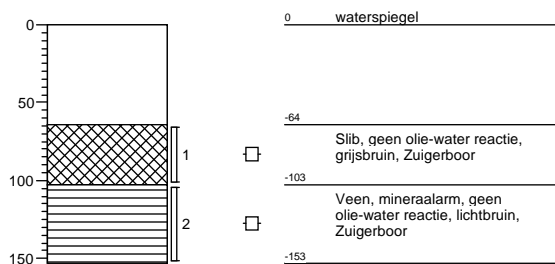 0
50
100
150
1
2
0
waterspiegel
-64
Slib, geen olie-water reactie,
grijsbruin, Zuigerboor
-103
Veen, mineraalarm, geen
olie-water reactie, lichtbruin,
Zuigerboor
-153